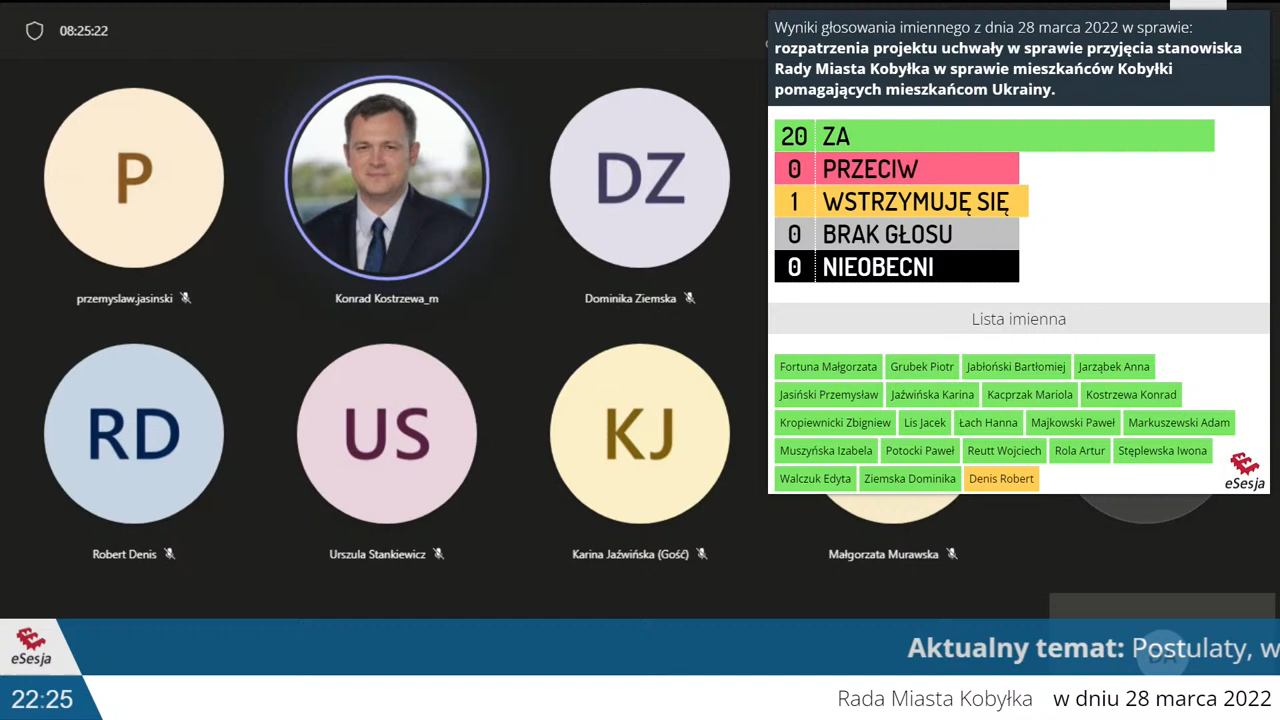 08:25:22
P
DZ
przemyslaw.jasinski
Konrad Kostrzewa_m
Dominika Ziemska
RD
US
KJ
Robert Denis
Urszula Stankiewicz
Karina Jaźwińska (Gość)
Małgorzata Murawska
Wyniki głosowania imiennego z dnia 28 marca 2022 w sprawie:
rozpatrzenia projektu uchwały w sprawie przyjęcia stanowiska
Rady Miasta Kobyłka w sprawie mieszkańców Kobyłki
pomagających mieszkańcom Ukrainy.
20 ZA
0 PRZECIW
1 WSTRZYMUJĘ SIĘ
0 BRAK GŁOSU
0 NIEOBECNI
Lista imienna
Fortuna Małgorzata Grubek Piotr Jabłoński Bartłomiej Jarząbek Anna
Jasiński Przemysław Jaźwińska Karina Kacprzak Mariola Kostrzewa Konrad
Kropiewnicki Zbigniew Lis Jacek Łach Hanna Majkowski Paweł Markuszewski Adam
Muszyńska Izabela Potocki Paweł Reutt Wojciech Rola Artur Stęplewska Iwona
Walczuk Edyta Ziemska Dominika Denis Robert
eSesja
eSesja
Aktualny temat: Postulaty, w
22:25
Rada Miasta Kobyłka w dniu 28 marca 2022